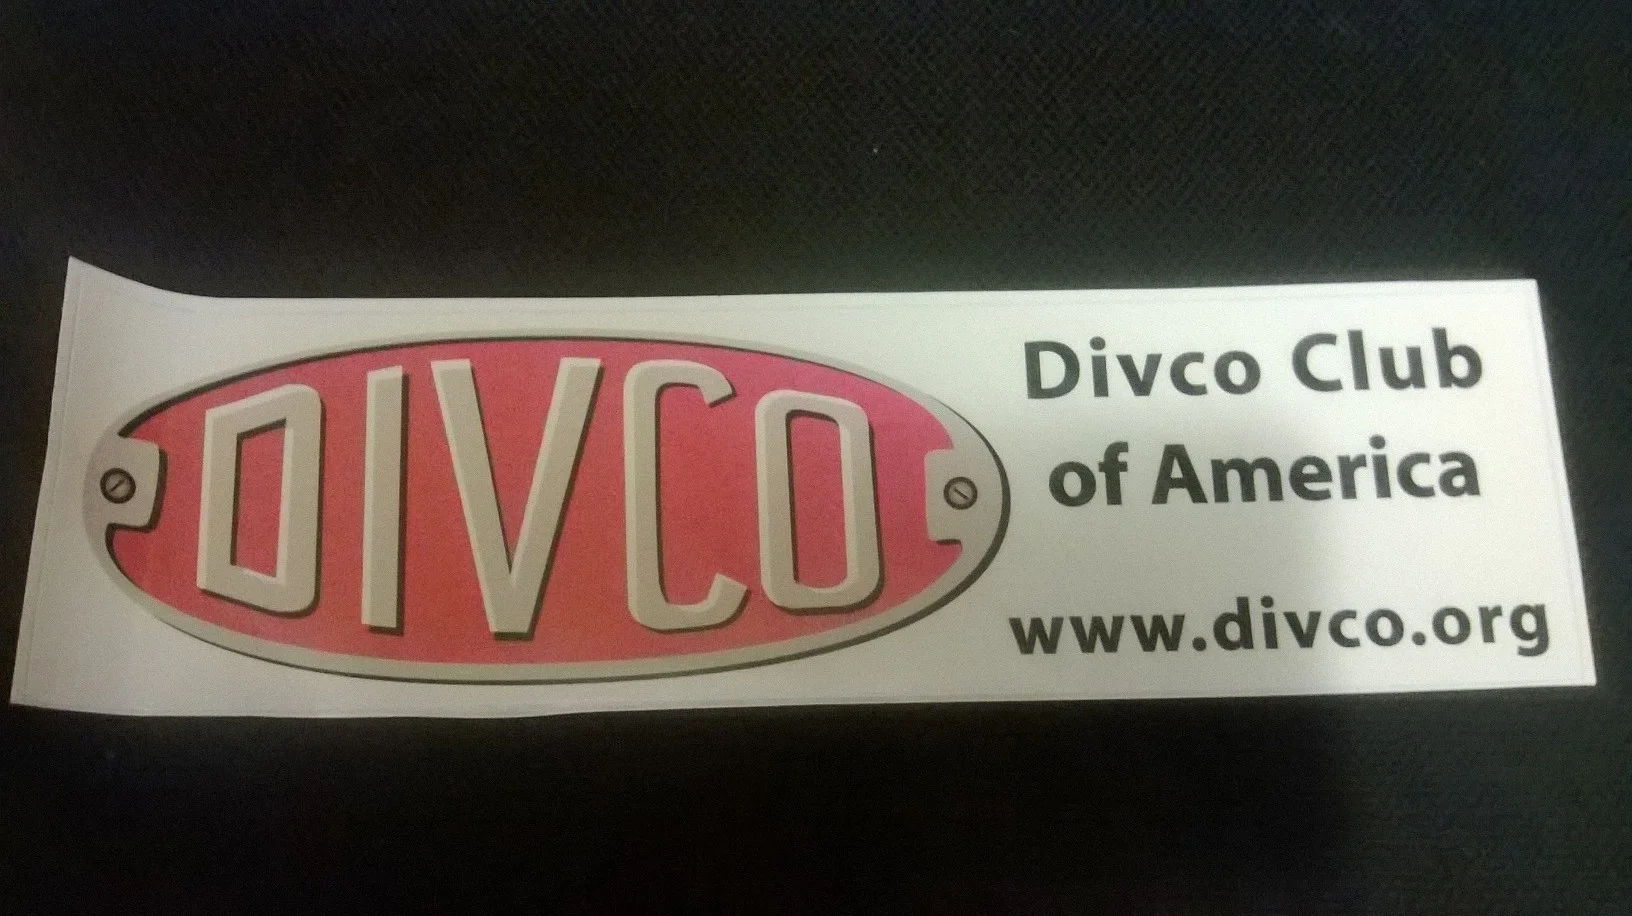 DIVCO
Divco Club
of America
www.divco.org